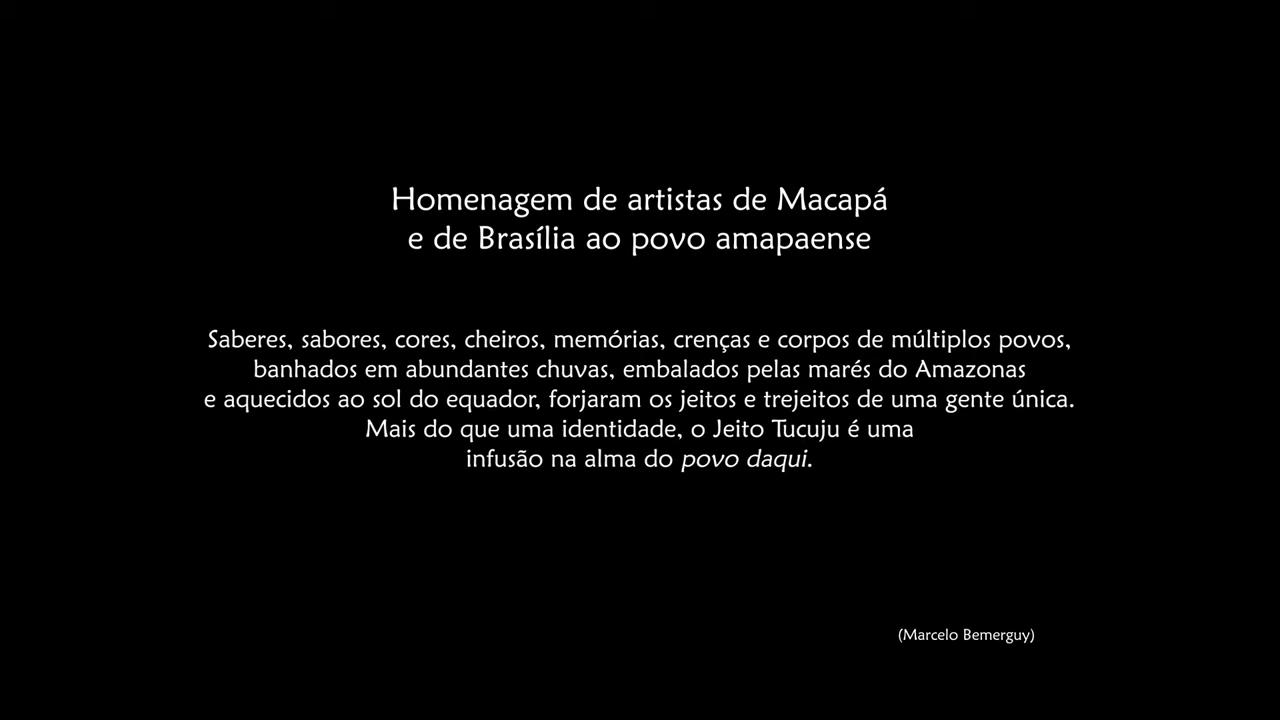 Homenagem de artistas de Macapá
e de Brasília ao povo amapaense
Saberes, sabores, cores, cheiros, memórias, crenças e corpos de múltiplos povos,
banhados em abundantes chuvas, embalados pelas marés do Amazonas
e aquecidos ao sol do equador, forjaram os jeitos e trejeitos de uma gente única.
Mais do que uma identidade, o Jeito Tucuju é uma
infusão na alma do povo daqui.
(Marcelo Bemerguy)